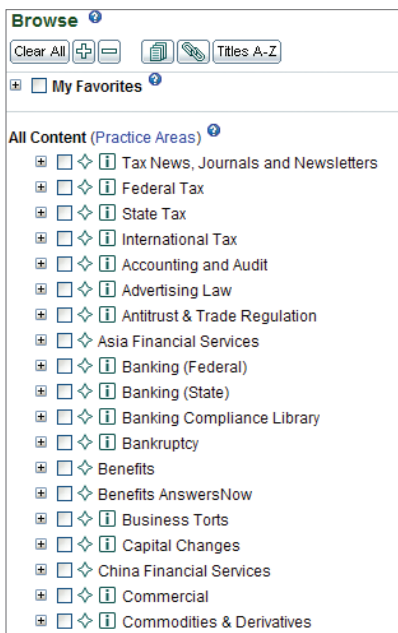 Browse ?
Clear All + − Titles A-Z
+ My Favorites ?
All Content (Practice Areas) ?
+ i Tax News, Journals and Newsletters
+ i Federal Tax
+ i State Tax
+ i International Tax
+ i Accounting and Audit
+ i Advertising Law
+ i Antitrust & Trade Regulation
+ Asia Financial Services
+ i Banking (Federal)
+ i Banking (State)
+ i Banking Compliance Library
+ i Bankruptcy
+ Benefits
+ Benefits AnswersNow
+ i Business Torts
+ i Capital Changes
+ China Financial Services
+ i Commercial
+ i Commodities & Derivatives